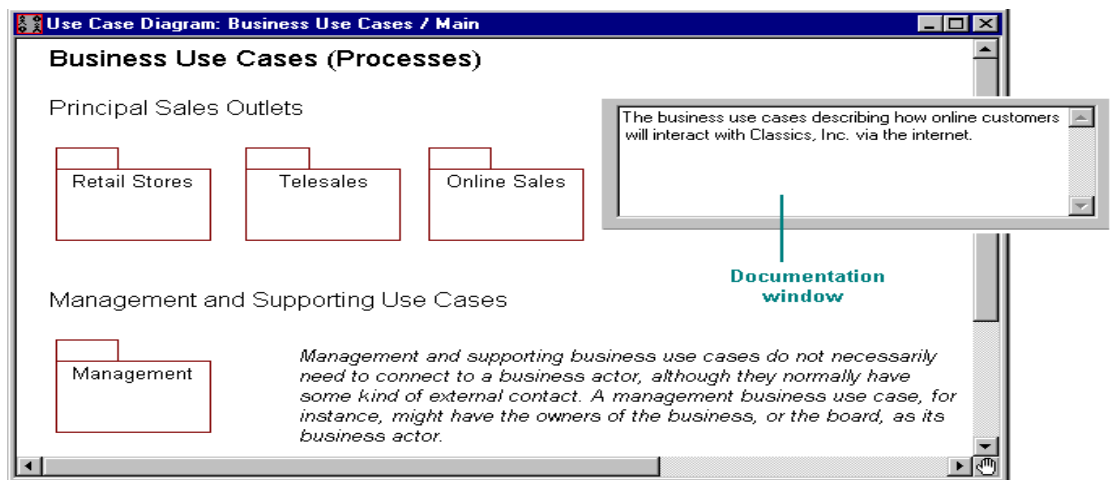 Use Case Diagram: Business Use Cases / Main
Business Use Cases (Processes)
Principal Sales Outlets
The business use cases describing how online customers
will interact with Classics, Inc. via the internet.
Retail Stores
Telesales
Online Sales
Documentation
window
Management and Supporting Use Cases
Management
Management and supporting business use cases do not necessarily
need to connect to a business actor, although they normally have
some kind of external contact. A management business use case, for
instance, might have the owners of the business, or the board, as its
business actor.